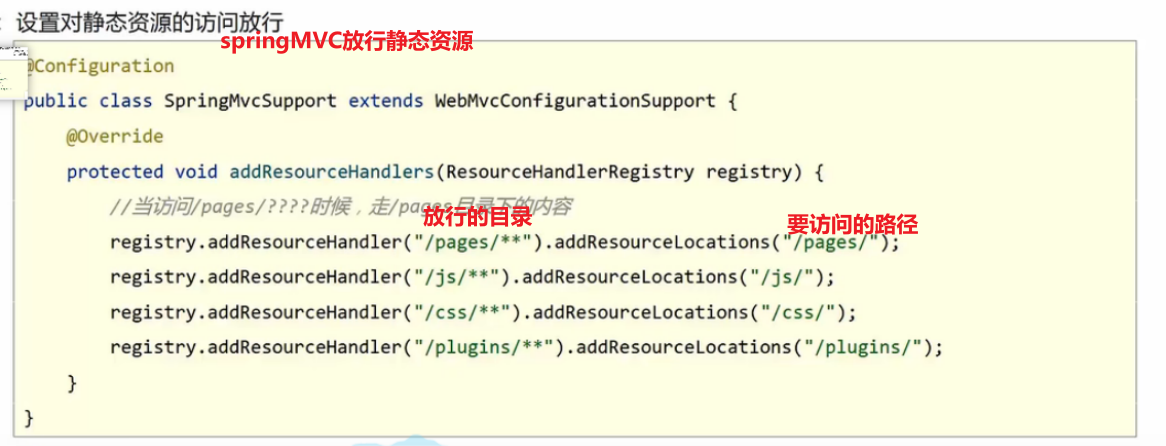 ：设置对静态资源的访问放行
springMVC放行静态资源
@Configuration
public class SpringMvcSupport extends WebMvcConfigurationSupport {
@Override
protected void addResourceHandlers(ResourceHandlerRegistry registry) {
//当访问/pages/????时候，走/pages目录下的内容
放行的目录
要访问的路径
registry.addResourceHandler("/pages/**").addResourceLocations("/pages/");
registry.addResourceHandler("/js/**").addResourceLocations("/js/");
registry.addResourceHandler("/css/**").addResourceLocations("/css/");
registry.addResourceHandler("/plugins/**").addResourceLocations("/plugins/");
}
}